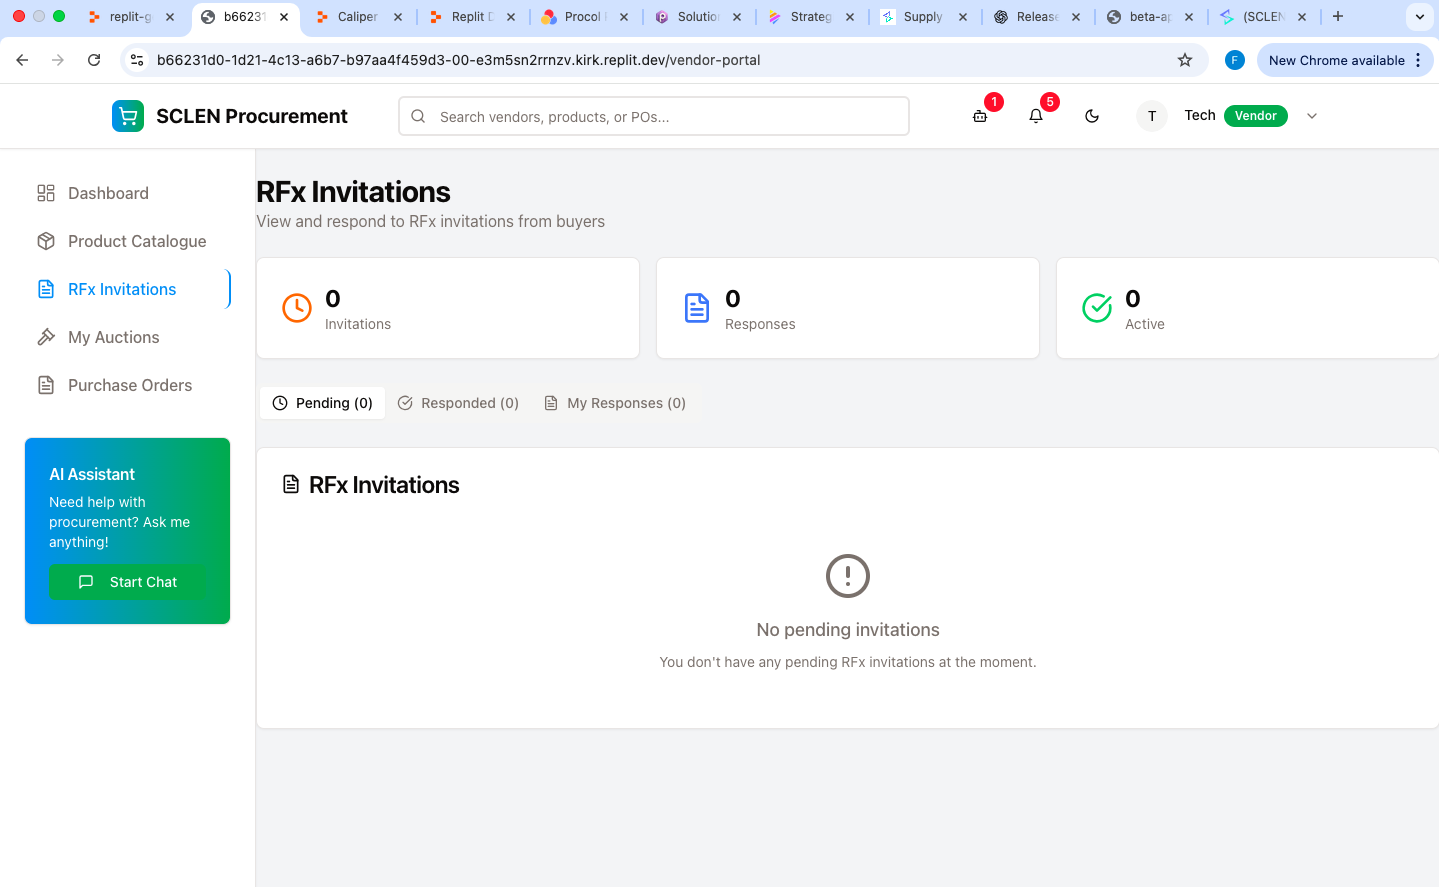 replit-g
b6623
Caliper
Replit D
Procol
Solution
Strateg
Supply
Release
beta-ap
(SCLEN
b66231d0-1d21-4c13-a6b7-b97aa4f459d3-00-e3m5sn2rrnzv.kirk.replit.dev/vendor-portal
F
New Chrome available
SCLEN Procurement
Search vendors, products, or POs...
1
5
T
Tech
Vendor
Dashboard
Product Catalogue
RFx Invitations
My Auctions
Purchase Orders
AI Assistant
Need help with
procurement? Ask me
anything!
Start Chat
RFx Invitations
View and respond to RFx invitations from buyers
0
Invitations
0
Responses
0
Active
Pending (0)
Responded (0)
My Responses (0)
RFx Invitations
No pending invitations
You don't have any pending RFx invitations at the moment.